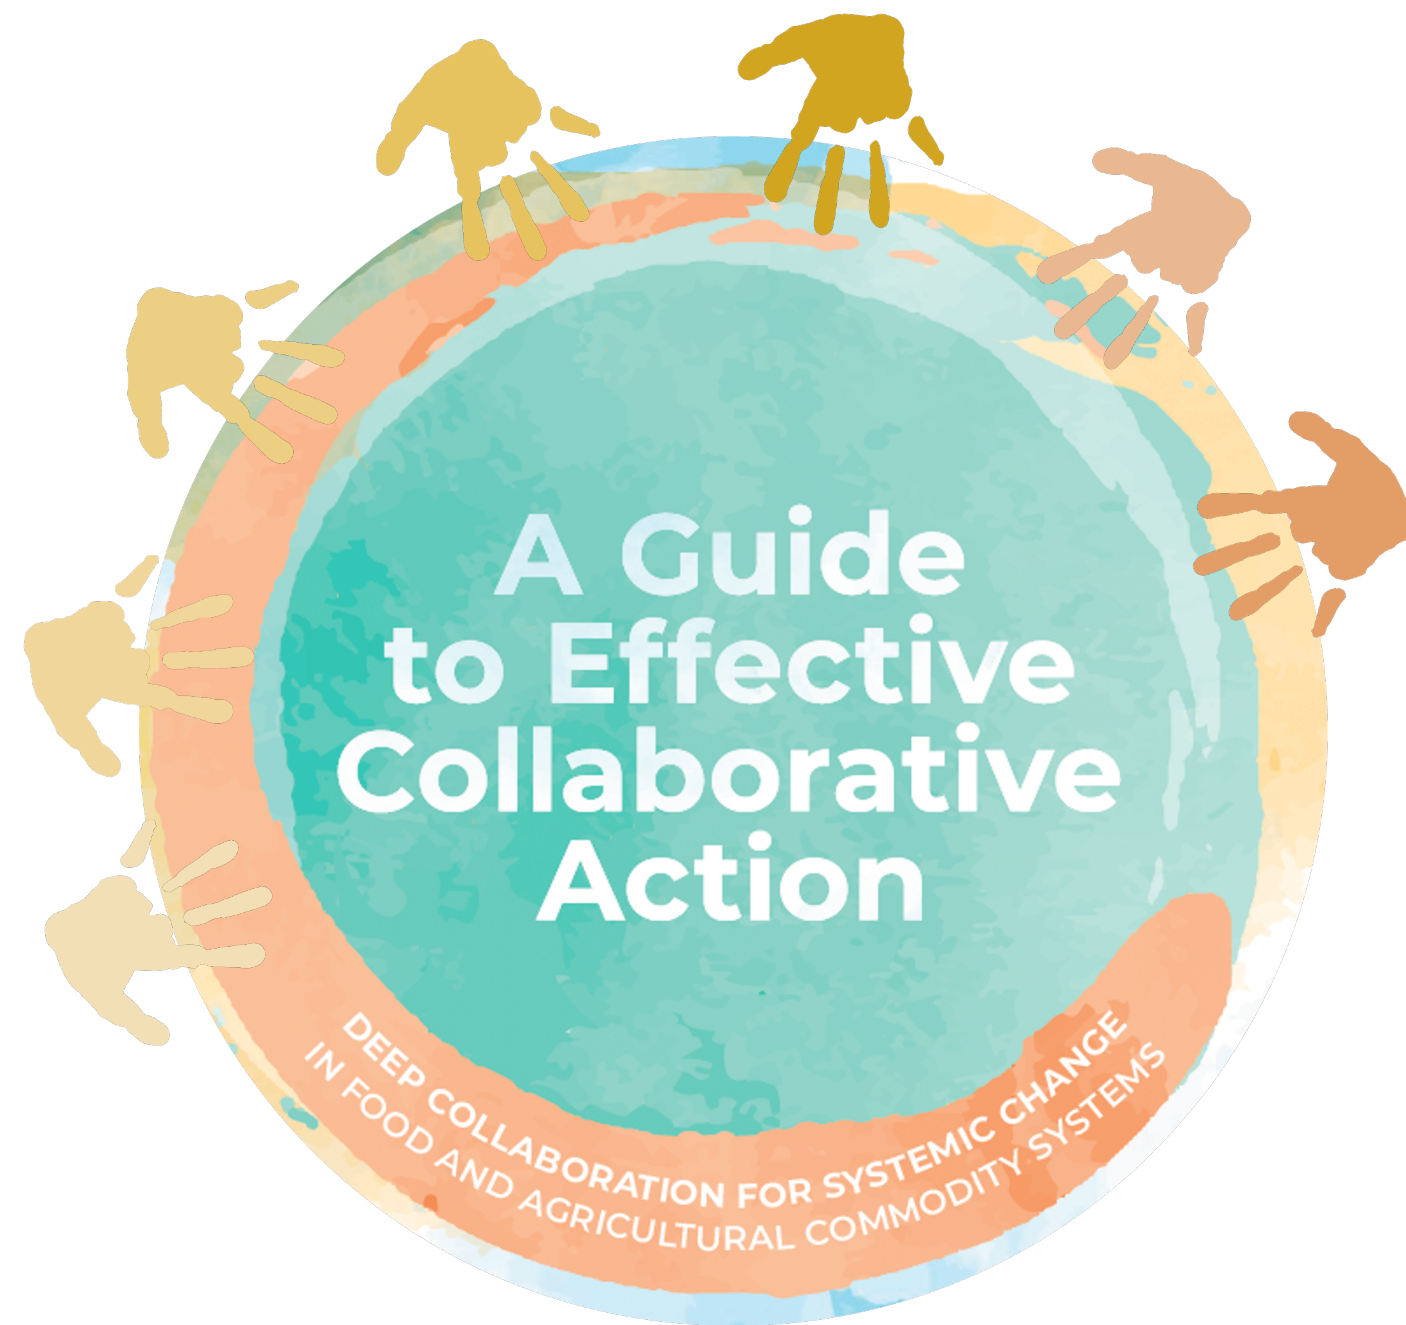 A Guide
to Effective
Collaborative
Action
DEEP COLLABORATION FOR SYSTEMIC CHANGE
IN FOOD AND AGRICULTURAL COMMODITY SYSTEMS